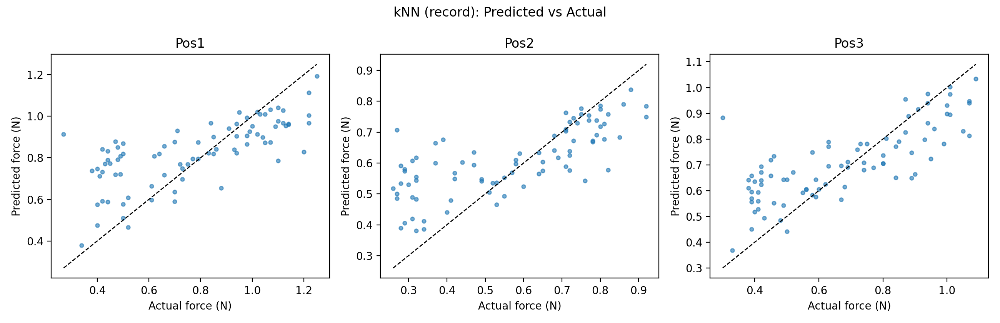 kNN (record): Predicted vs Actual
Pos1
Predicted force (N)
1.2
1.0
0.8
0.6
0.4
0.4 0.6 0.8 1.0 1.2
Actual force (N)
Pos2
Predicted force (N)
0.9
0.8
0.7
0.6
0.5
0.4
0.3
0.3 0.4 0.5 0.6 0.7 0.8 0.9
Actual force (N)
Pos3
Predicted force (N)
1.1
1.0
0.9
0.8
0.7
0.6
0.5
0.4
0.3
0.4 0.6 0.8 1.0
Actual force (N)